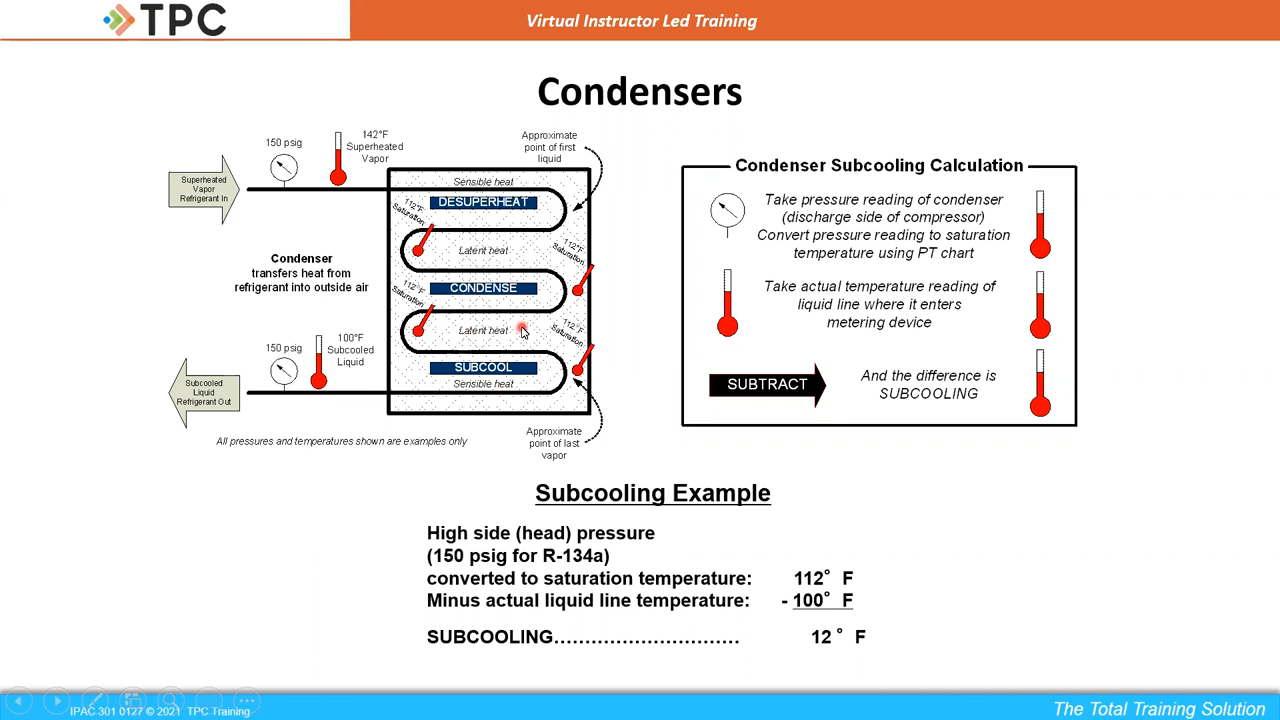 TPC
Virtual Instructor Led Training
Condensers
150 psig
142°F
Superheated
Vapor
Approximate
point of first
liquid
Superheated
Vapor
Refrigerant In
Sensible heat
DESUPERHEAT
112°F
Saturation
Latent heat
112°F
Saturation
Condenser
transfers heat from
refrigerant into outside air
112°F
Saturation
CONDENSE
Latent heat
112°F
Saturation
150 psig
100°F
Subcooled
Liquid
SUBCOOL
Sensible heat
Subcooled
Liquid
Refrigerant Out
All pressures and temperatures shown are examples only
Approximate
point of last
vapor
Condenser Subcooling Calculation
Take pressure reading of condenser
(discharge side of compressor)
Convert pressure reading to saturation
temperature using PT chart
Take actual temperature reading of
liquid line where it enters
metering device
SUBTRACT
And the difference is
SUBCOOLING
Subcooling Example
High side (head) pressure
(150 psig for R-134a)
converted to saturation temperature: 112° F
Minus actual liquid line temperature: - 100° F
SUBCOOLING………………………… 12 ° F
IPAC 301 0127 © 2021 TPC Training
The Total Training Solution